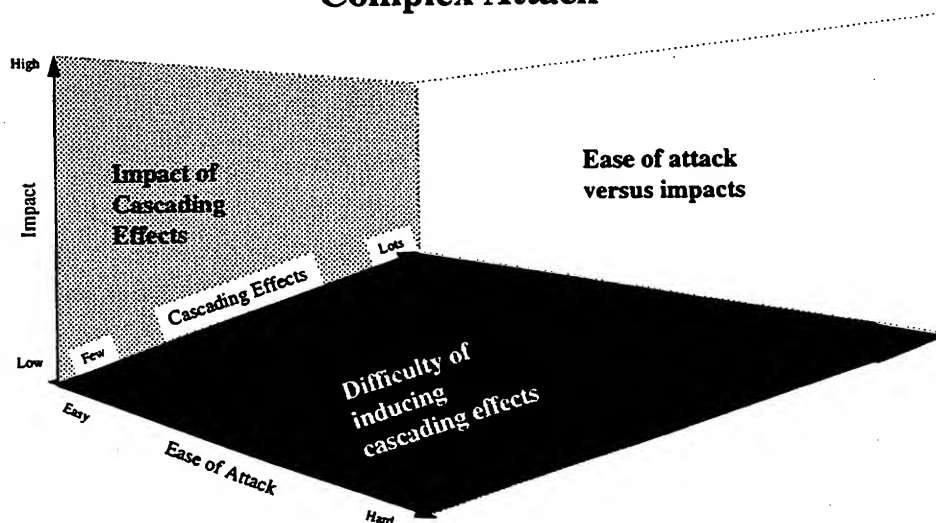 Complex Attack
High
Impact of
Cascading
Effects
Ease of attack
versus impacts
Impact
Lots
Cascading Effects
Few
Low
Difficulty of
inducing
cascading effects
Easy
Ease of Attack
Hard